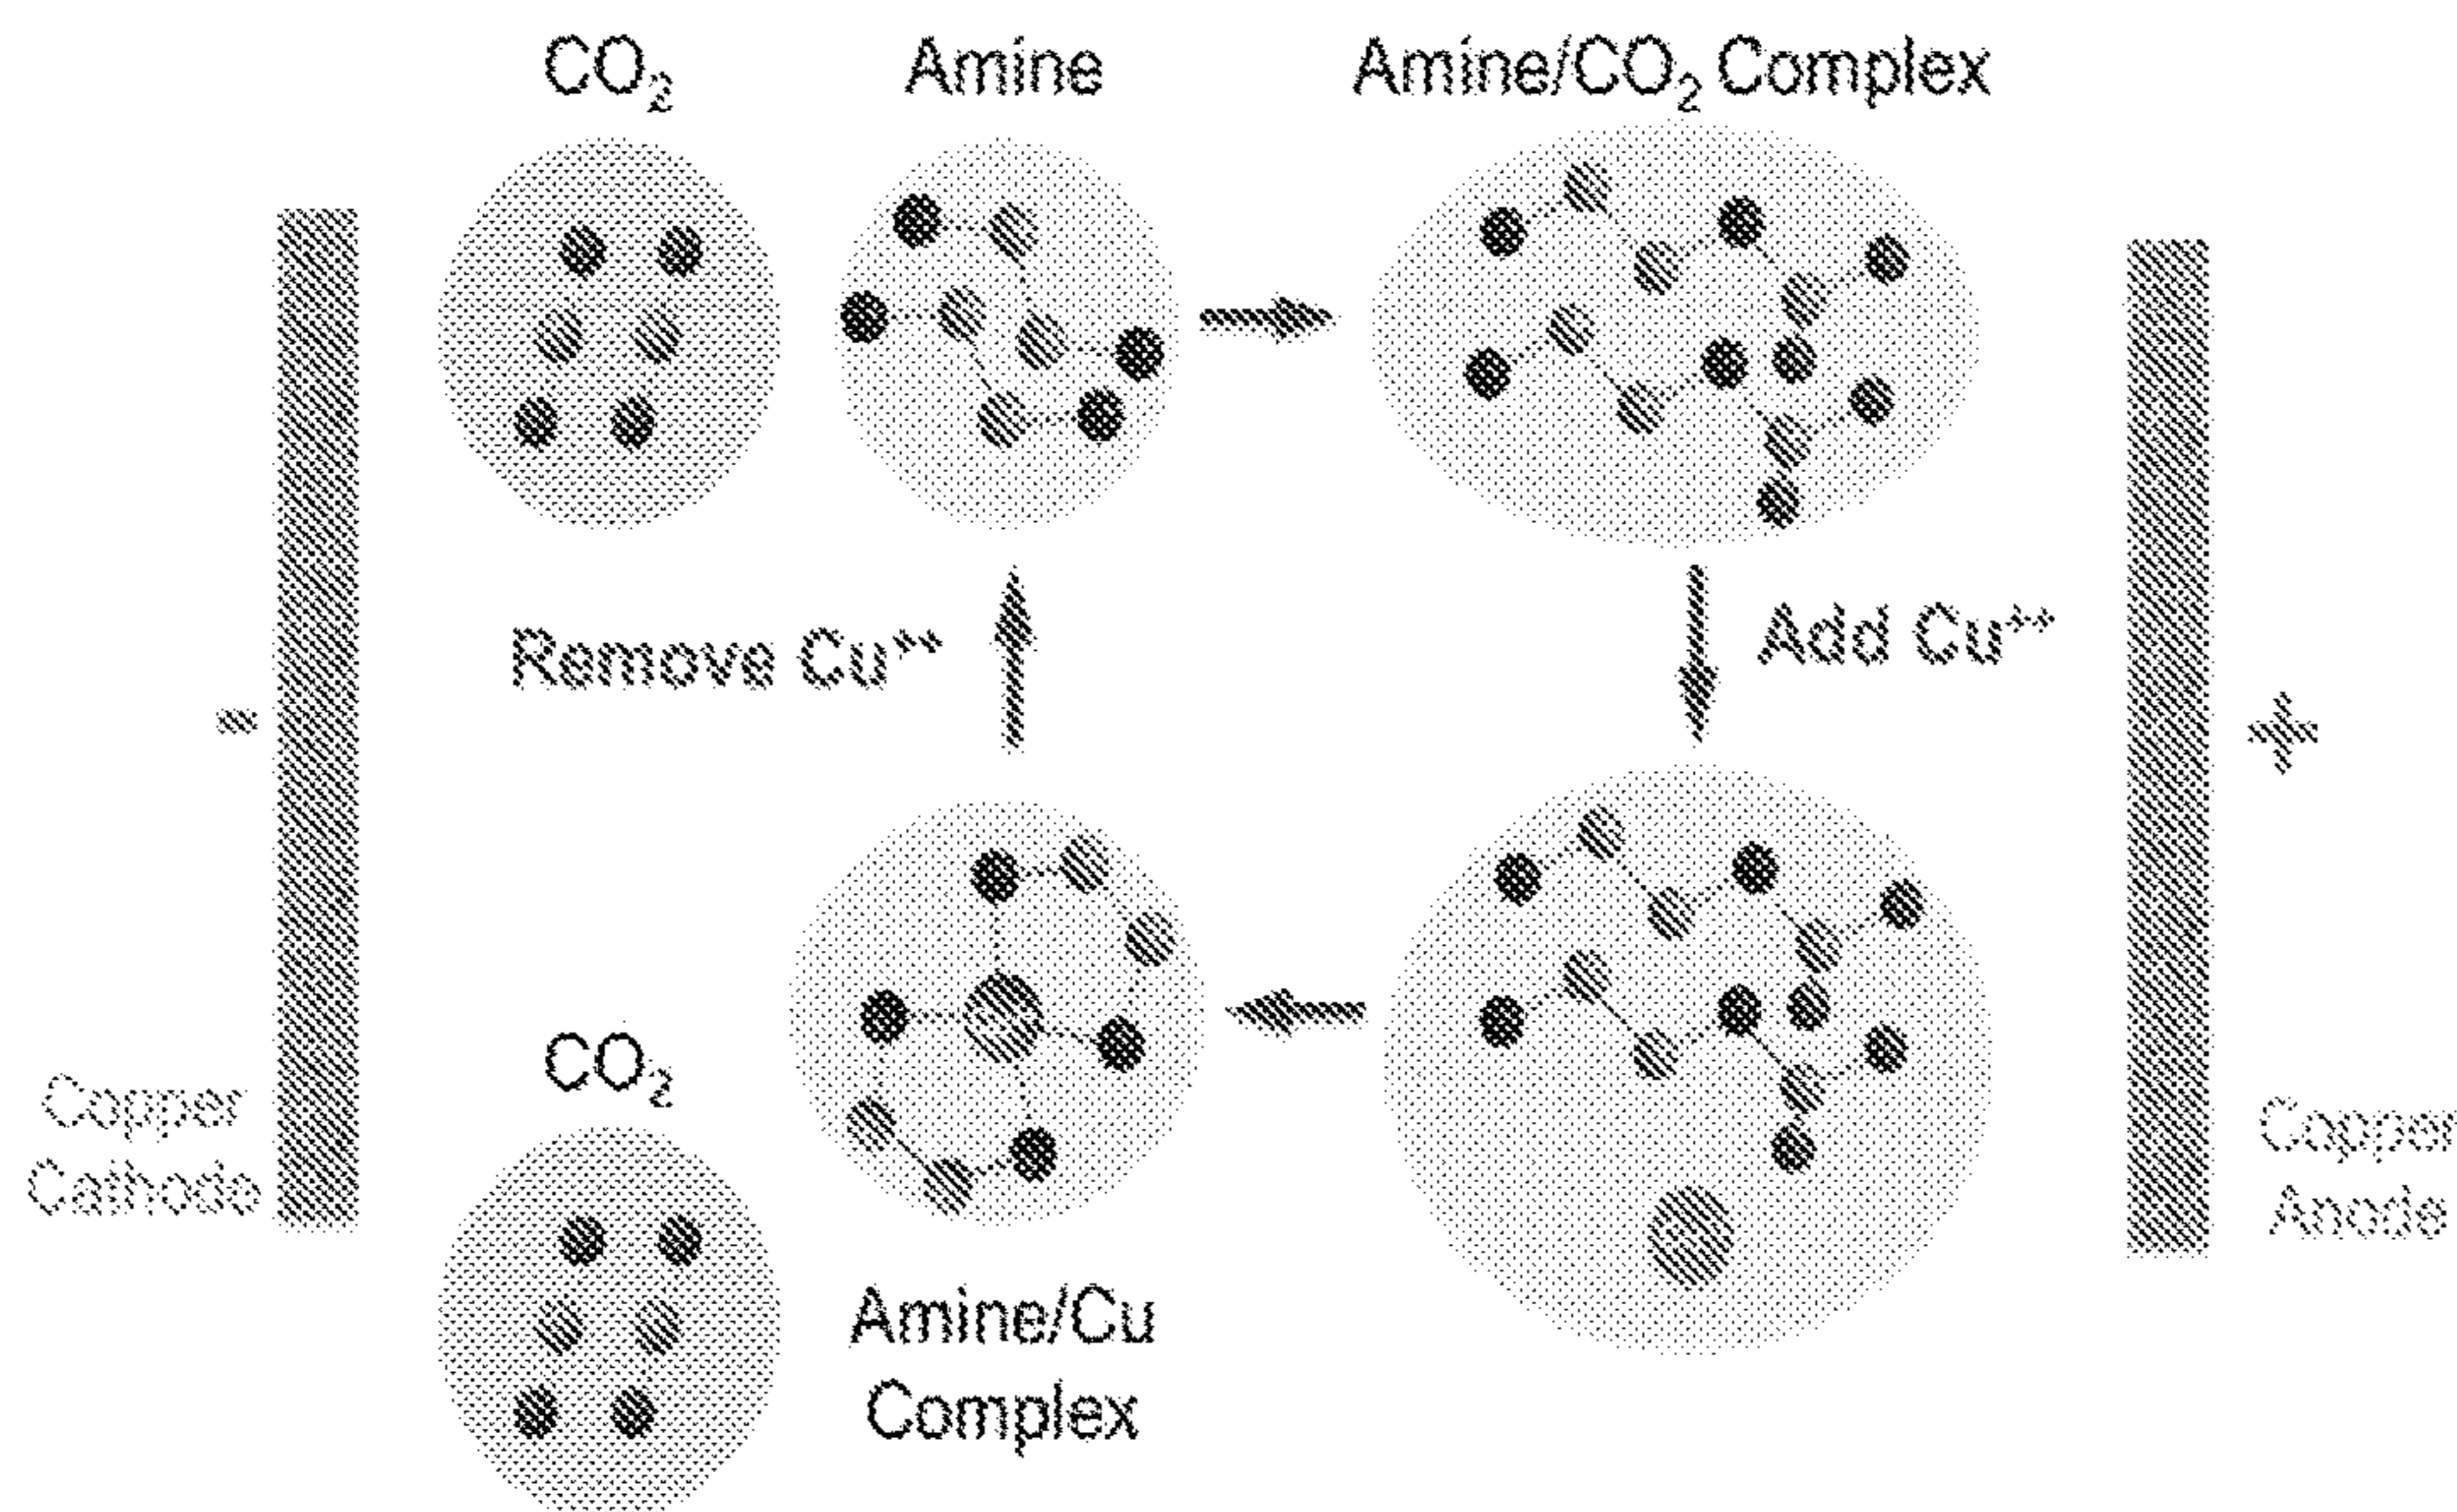 CO₂
Amine
Amine/CO₂ Complex
Remove Cu⁺⁺
Add Cu⁺⁺
-
+
CO₂
Copper
Cathode
Amine/Cu
Complex
Copper
Anode